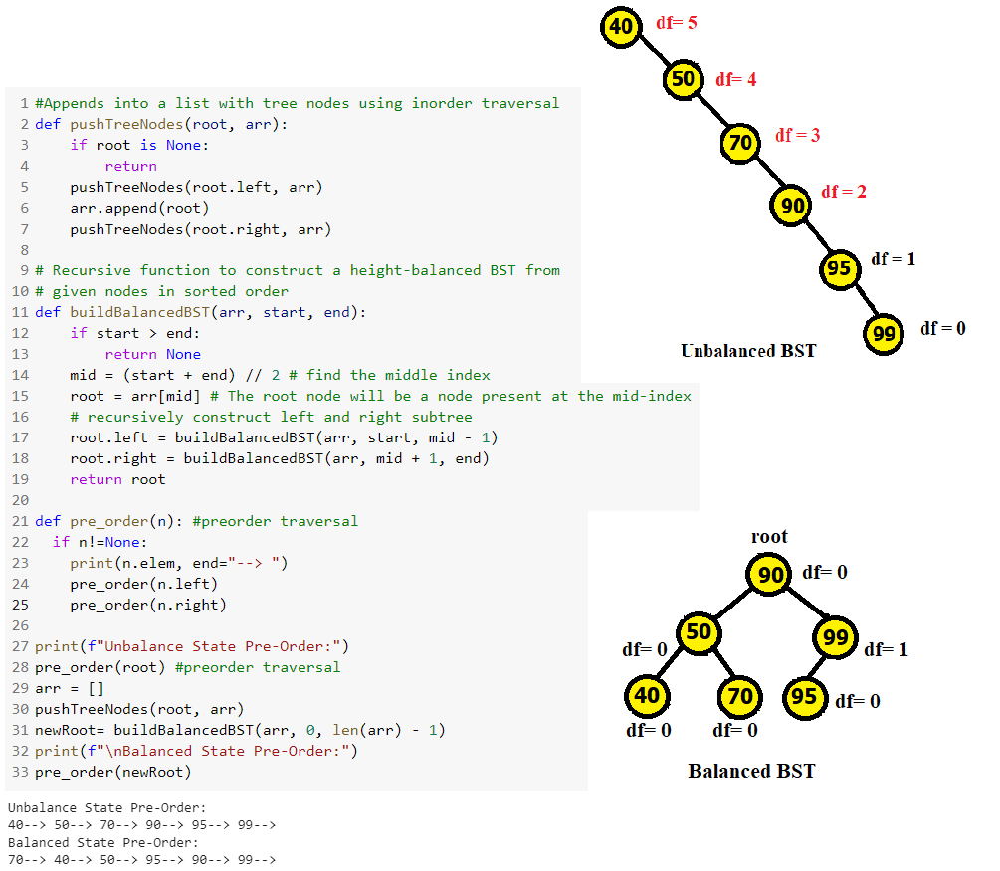 1 #Appends into a list with tree nodes using inorder traversal
2 def pushTreeNodes(root, arr):
3     if root is None:
4         return
5     pushTreeNodes(root.left, arr)
6     arr.append(root)
7     pushTreeNodes(root.right, arr)
8
9 # Recursive function to construct a height-balanced BST from
10 # given nodes in sorted order
11 def buildBalancedBST(arr, start, end):
12     if start > end:
13         return None
14     mid = (start + end) // 2 # find the middle index
15     root = arr[mid] # The root node will be a node present at the mid-index
16     # recursively construct left and right subtree
17     root.left = buildBalancedBST(arr, start, mid - 1)
18     root.right = buildBalancedBST(arr, mid + 1, end)
19     return root
20
21 def pre_order(n): #preorder traversal
22   if n!=None:
23     print(n.elem, end="--> ")
24     pre_order(n.left)
25     pre_order(n.right)
26
27 print(f"Unbalance State Pre-Order:")
28 pre_order(root) #preorder traversal
29 arr = []
30 pushTreeNodes(root, arr)
31 newRoot= buildBalancedBST(arr, 0, len(arr) - 1)
32 print(f"\nBalanced State Pre-Order:")
33 pre_order(newRoot)
Unbalance State Pre-Order:
40--> 50--> 70--> 90--> 95--> 99-->
Balanced State Pre-Order:
70--> 40--> 50--> 95--> 90--> 99-->
40 df= 5
50 df= 4
70 df = 3
90 df = 2
95 df = 1
99 df = 0
Unbalanced BST
root
90 df= 0
50 99
df= 0 df= 1
40 70 95 df= 0
df= 0 df= 0
Balanced BST